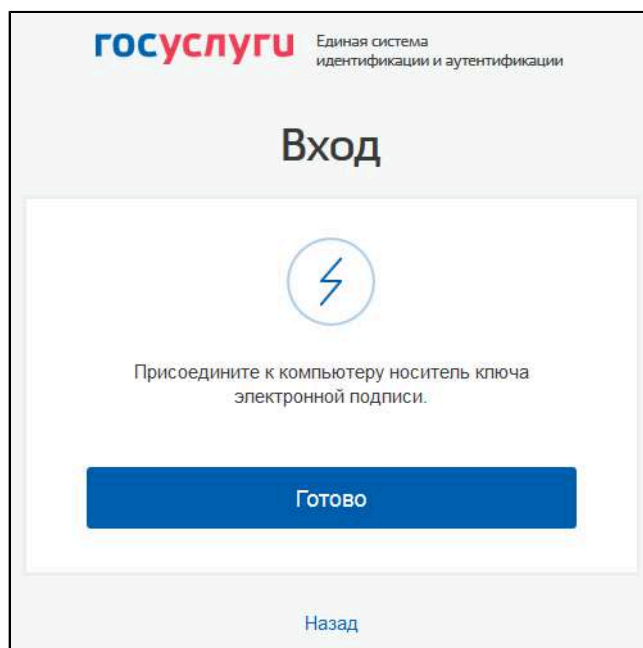 госуслуги
Единая система
идентификации и аутентификации
Вход
Присоедините к компьютеру носитель ключа
электронной подписи.
Готово
Назад